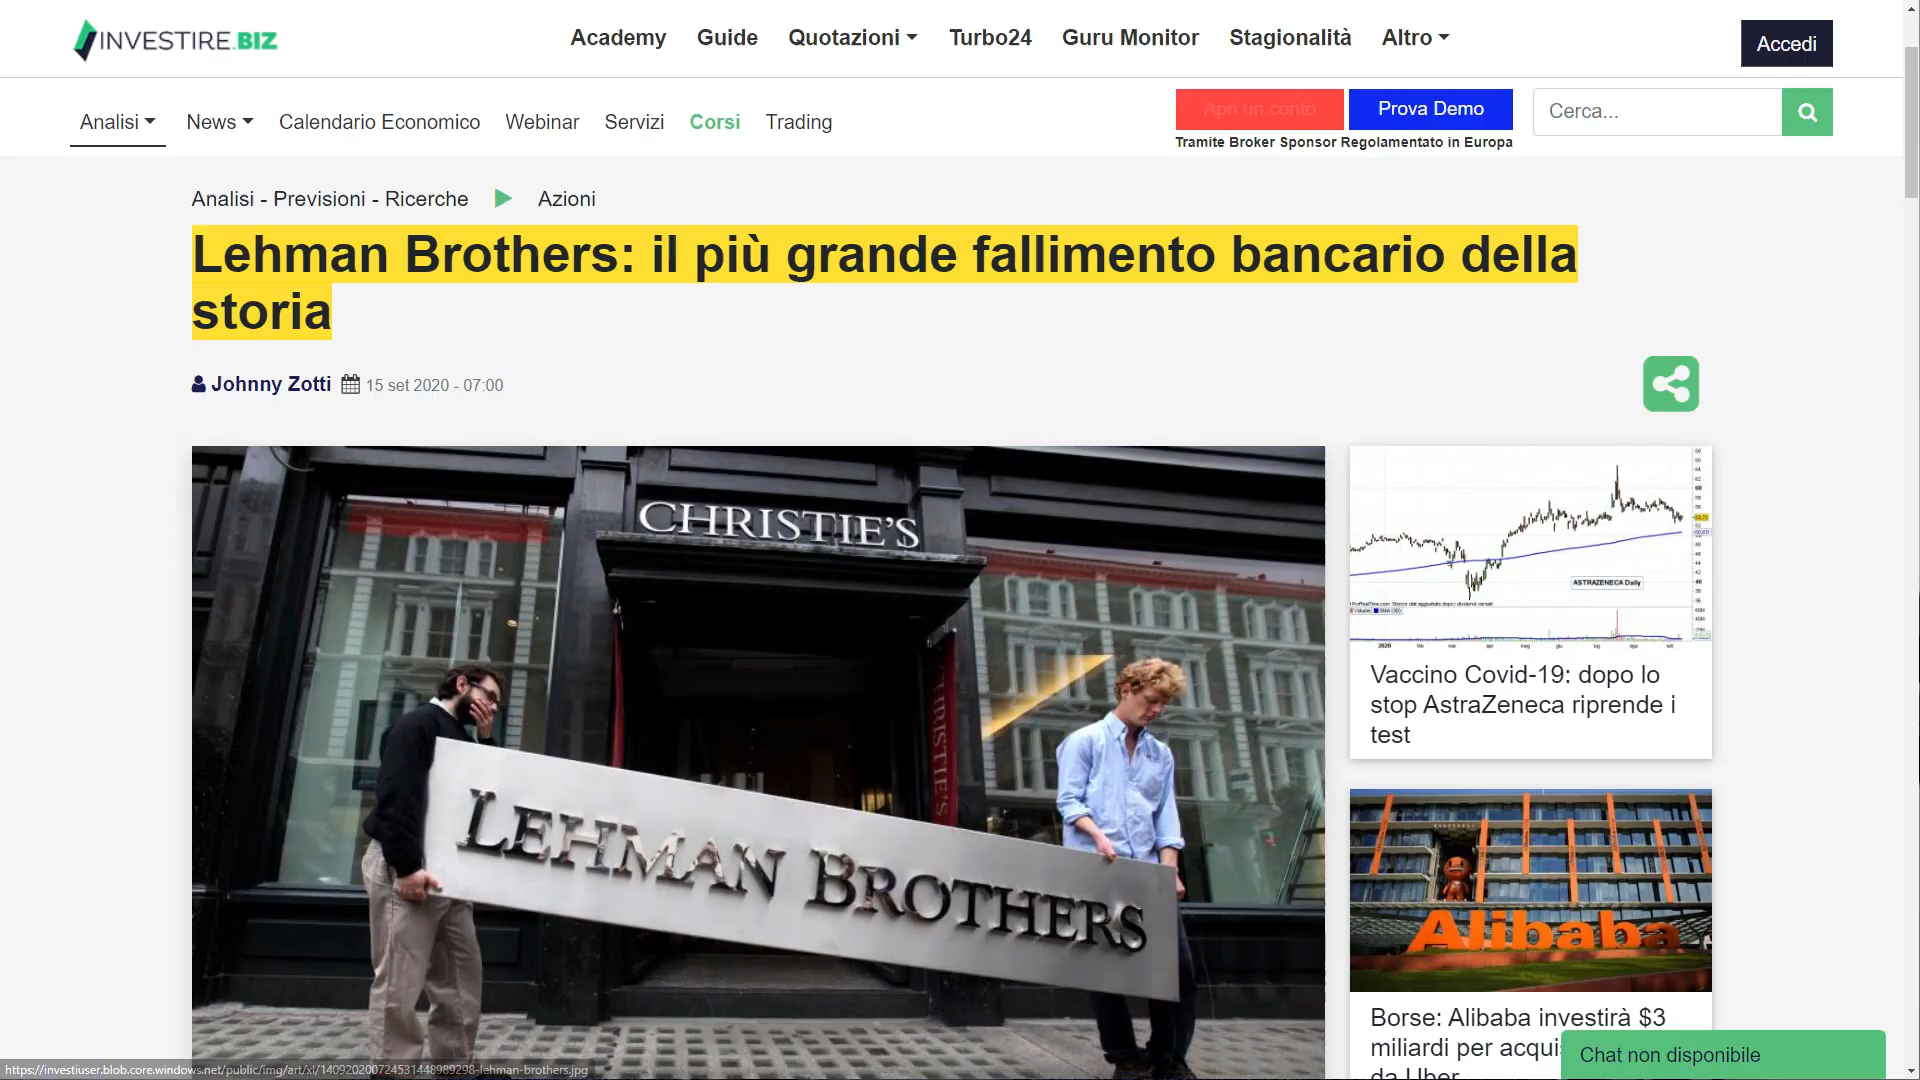 INVESTIRE.BIZ
Academy Guide Quotazioni Turbo24 Guru Monitor Stagionalità Altro
Accedi
Analisi News Calendario Economico Webinar Servizi Corsi Trading
Apri un conto Prova Demo
Cerca...
Tramite Broker Sponsor Regolamentato in Europa
Analisi - Previsioni - Ricerche Azioni
Lehman Brothers: il più grande fallimento bancario della
storia
Johnny Zotti 15 set 2020 - 07:00
CHRISTIE'S
CHRISTIE'S
LEHMAN BROTHERS
ASTRAZENECA Daily
Vaccino Covid-19: dopo lo
stop AstraZeneca riprende i
test
Alibaba
Borse: Alibaba investirà $3
miliardi per acqui
da Uber
Chat non disponibile
https://investiuser.blob.core.windows.net/public/img/art/xl/140920200724531448989298-lehman-brothers.jpg